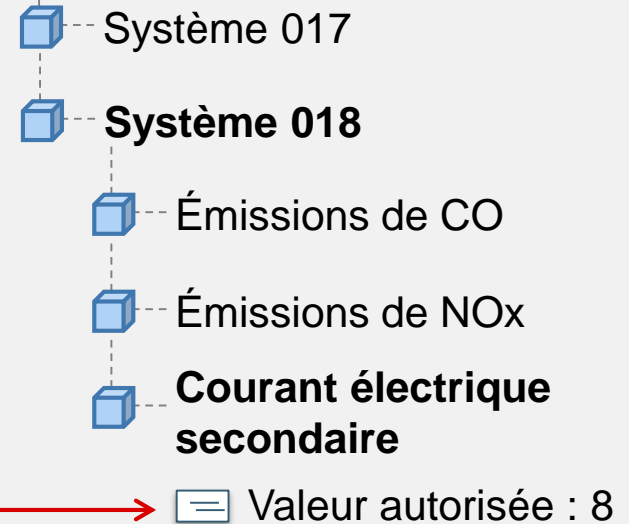 Système 017
Système 018
Émissions de CO
Émissions de NOx
Courant électrique
secondaire
Valeur autorisée : 8